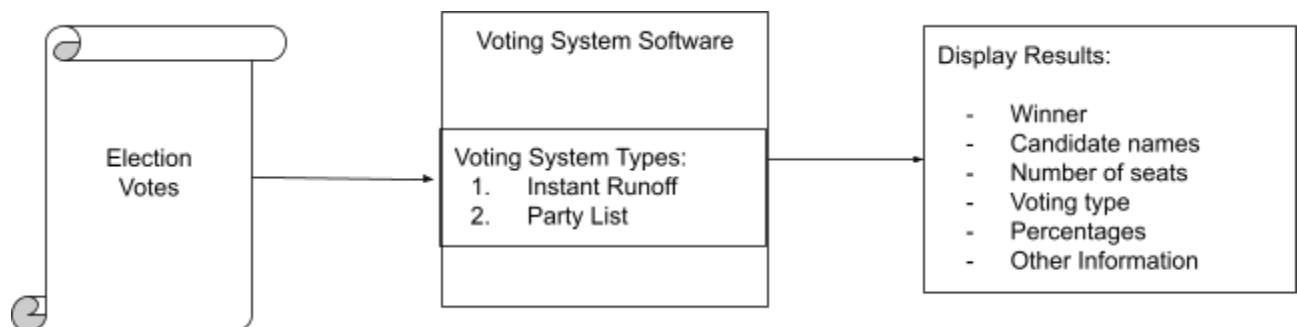 Election
Votes
Voting System Software
Voting System Types:
1. Instant Runoff
2. Party List
Display Results:
- Winner
- Candidate names
- Number of seats
- Voting type
- Percentages
- Other Information